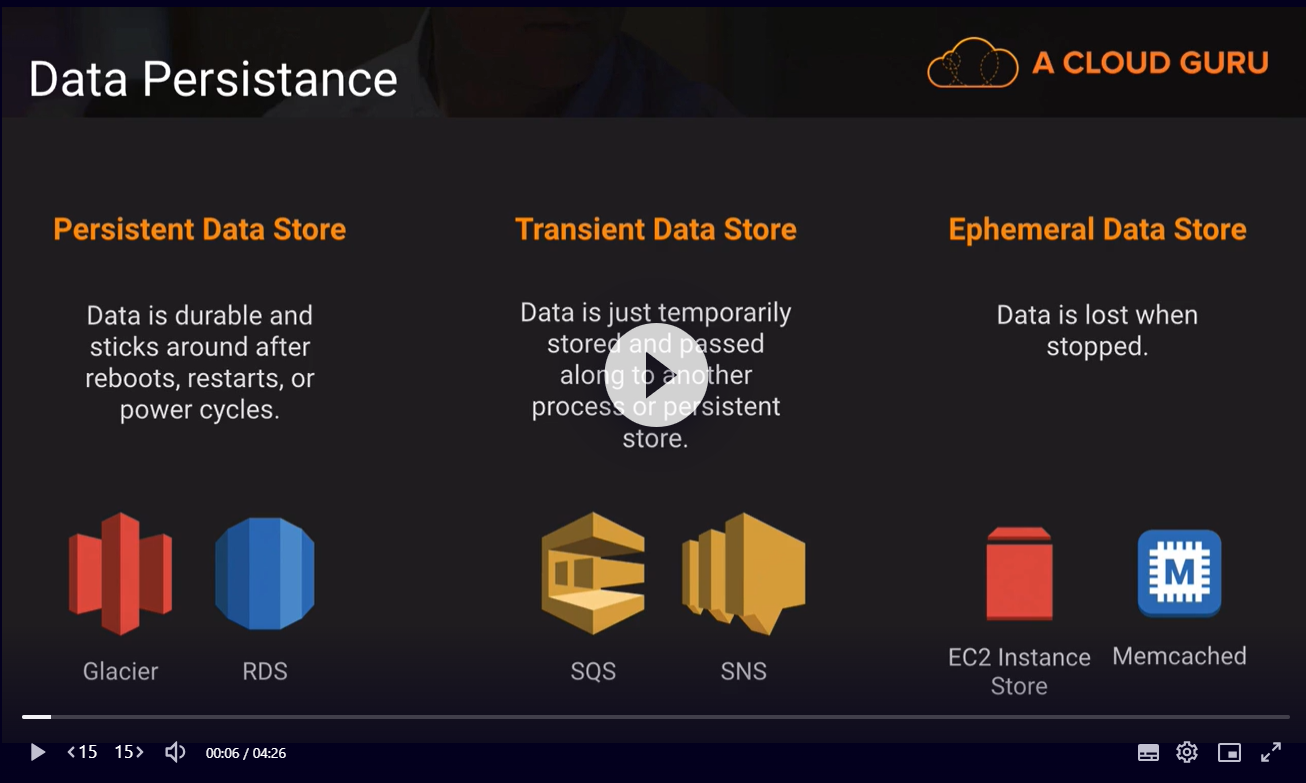 Data Persistance
A CLOUD GURU
Persistent Data Store
Data is durable and
sticks around after
reboots, restarts, or
power cycles.
Glacier
RDS
Transient Data Store
Data is just temporarily
stored and passed
along to another
process or persistent
store.
SQS
SNS
Ephemeral Data Store
Data is lost when
stopped.
EC2 Instance
Store
M
Memcached
15 15
00:06 / 04:26